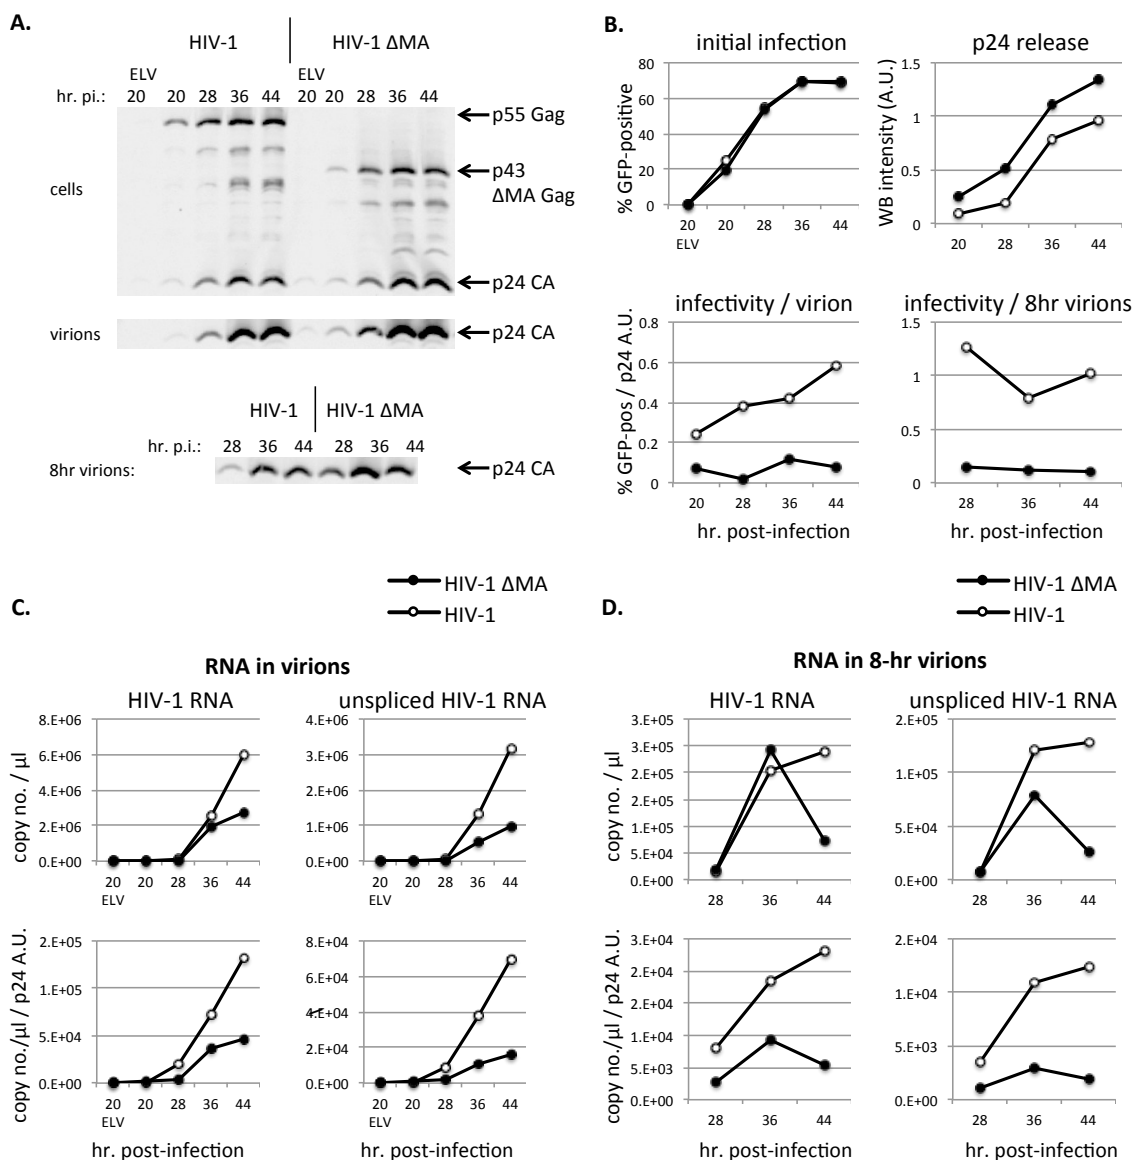 A.
HIV-1
HIV-1 ΔMA
ELV ELV
hr. pi.: 20 20 28 36 44 20 20 28 36 44
p55 Gag
cells
p43
ΔMA Gag
p24 CA
virions
p24 CA
HIV-1 HIV-1 ΔMA
hr. p.i.: 28 36 44 28 36 44
8hr virions:
p24 CA
B.
initial infection
% GFP-positive
80
60
40
20
0
20 20 28 36 44
ELV
p24 release
WB intensity (A.U.)
1.5
1
0.5
0
20 28 36 44
infectivity / virion
% GFP-pos / p24 A.U.
0.8
0.6
0.4
0.2
0
20 28 36 44
hr. post-infection
infectivity / 8hr virions
1.5
1
0.5
0
28 36 44
hr. post-infection
C.
HIV-1 ΔMA
HIV-1
RNA in virions
HIV-1 RNA
copy no. / µl
8.E+06
6.E+06
4.E+06
2.E+06
0.E+00
20 20 28 36 44
ELV
unspliced HIV-1 RNA
4.E+06
3.E+06
2.E+06
1.E+06
0.E+00
20 20 28 36 44
ELV
copy no./µl / p24 A.U.
2.E+05
1.E+05
5.E+04
0.E+00
20 20 28 36 44
ELV
hr. post-infection
8.E+04
6.E+04
4.E+04
2.E+04
0.E+00
20 20 28 36 44
ELV
hr. post-infection
D.
HIV-1 ΔMA
HIV-1
RNA in 8-hr virions
HIV-1 RNA
copy no. / µl
3.E+05
3.E+05
2.E+05
2.E+05
1.E+05
5.E+04
0.E+00
28 36 44
unspliced HIV-1 RNA
2.E+05
1.E+05
5.E+04
0.E+00
28 36 44
copy no./µl / p24 A.U.
3.E+04
2.E+04
2.E+04
1.E+04
5.E+03
0.E+00
28 36 44
hr. post-infection
2.E+04
1.E+04
5.E+03
0.E+00
28 36 44
hr. post-infection